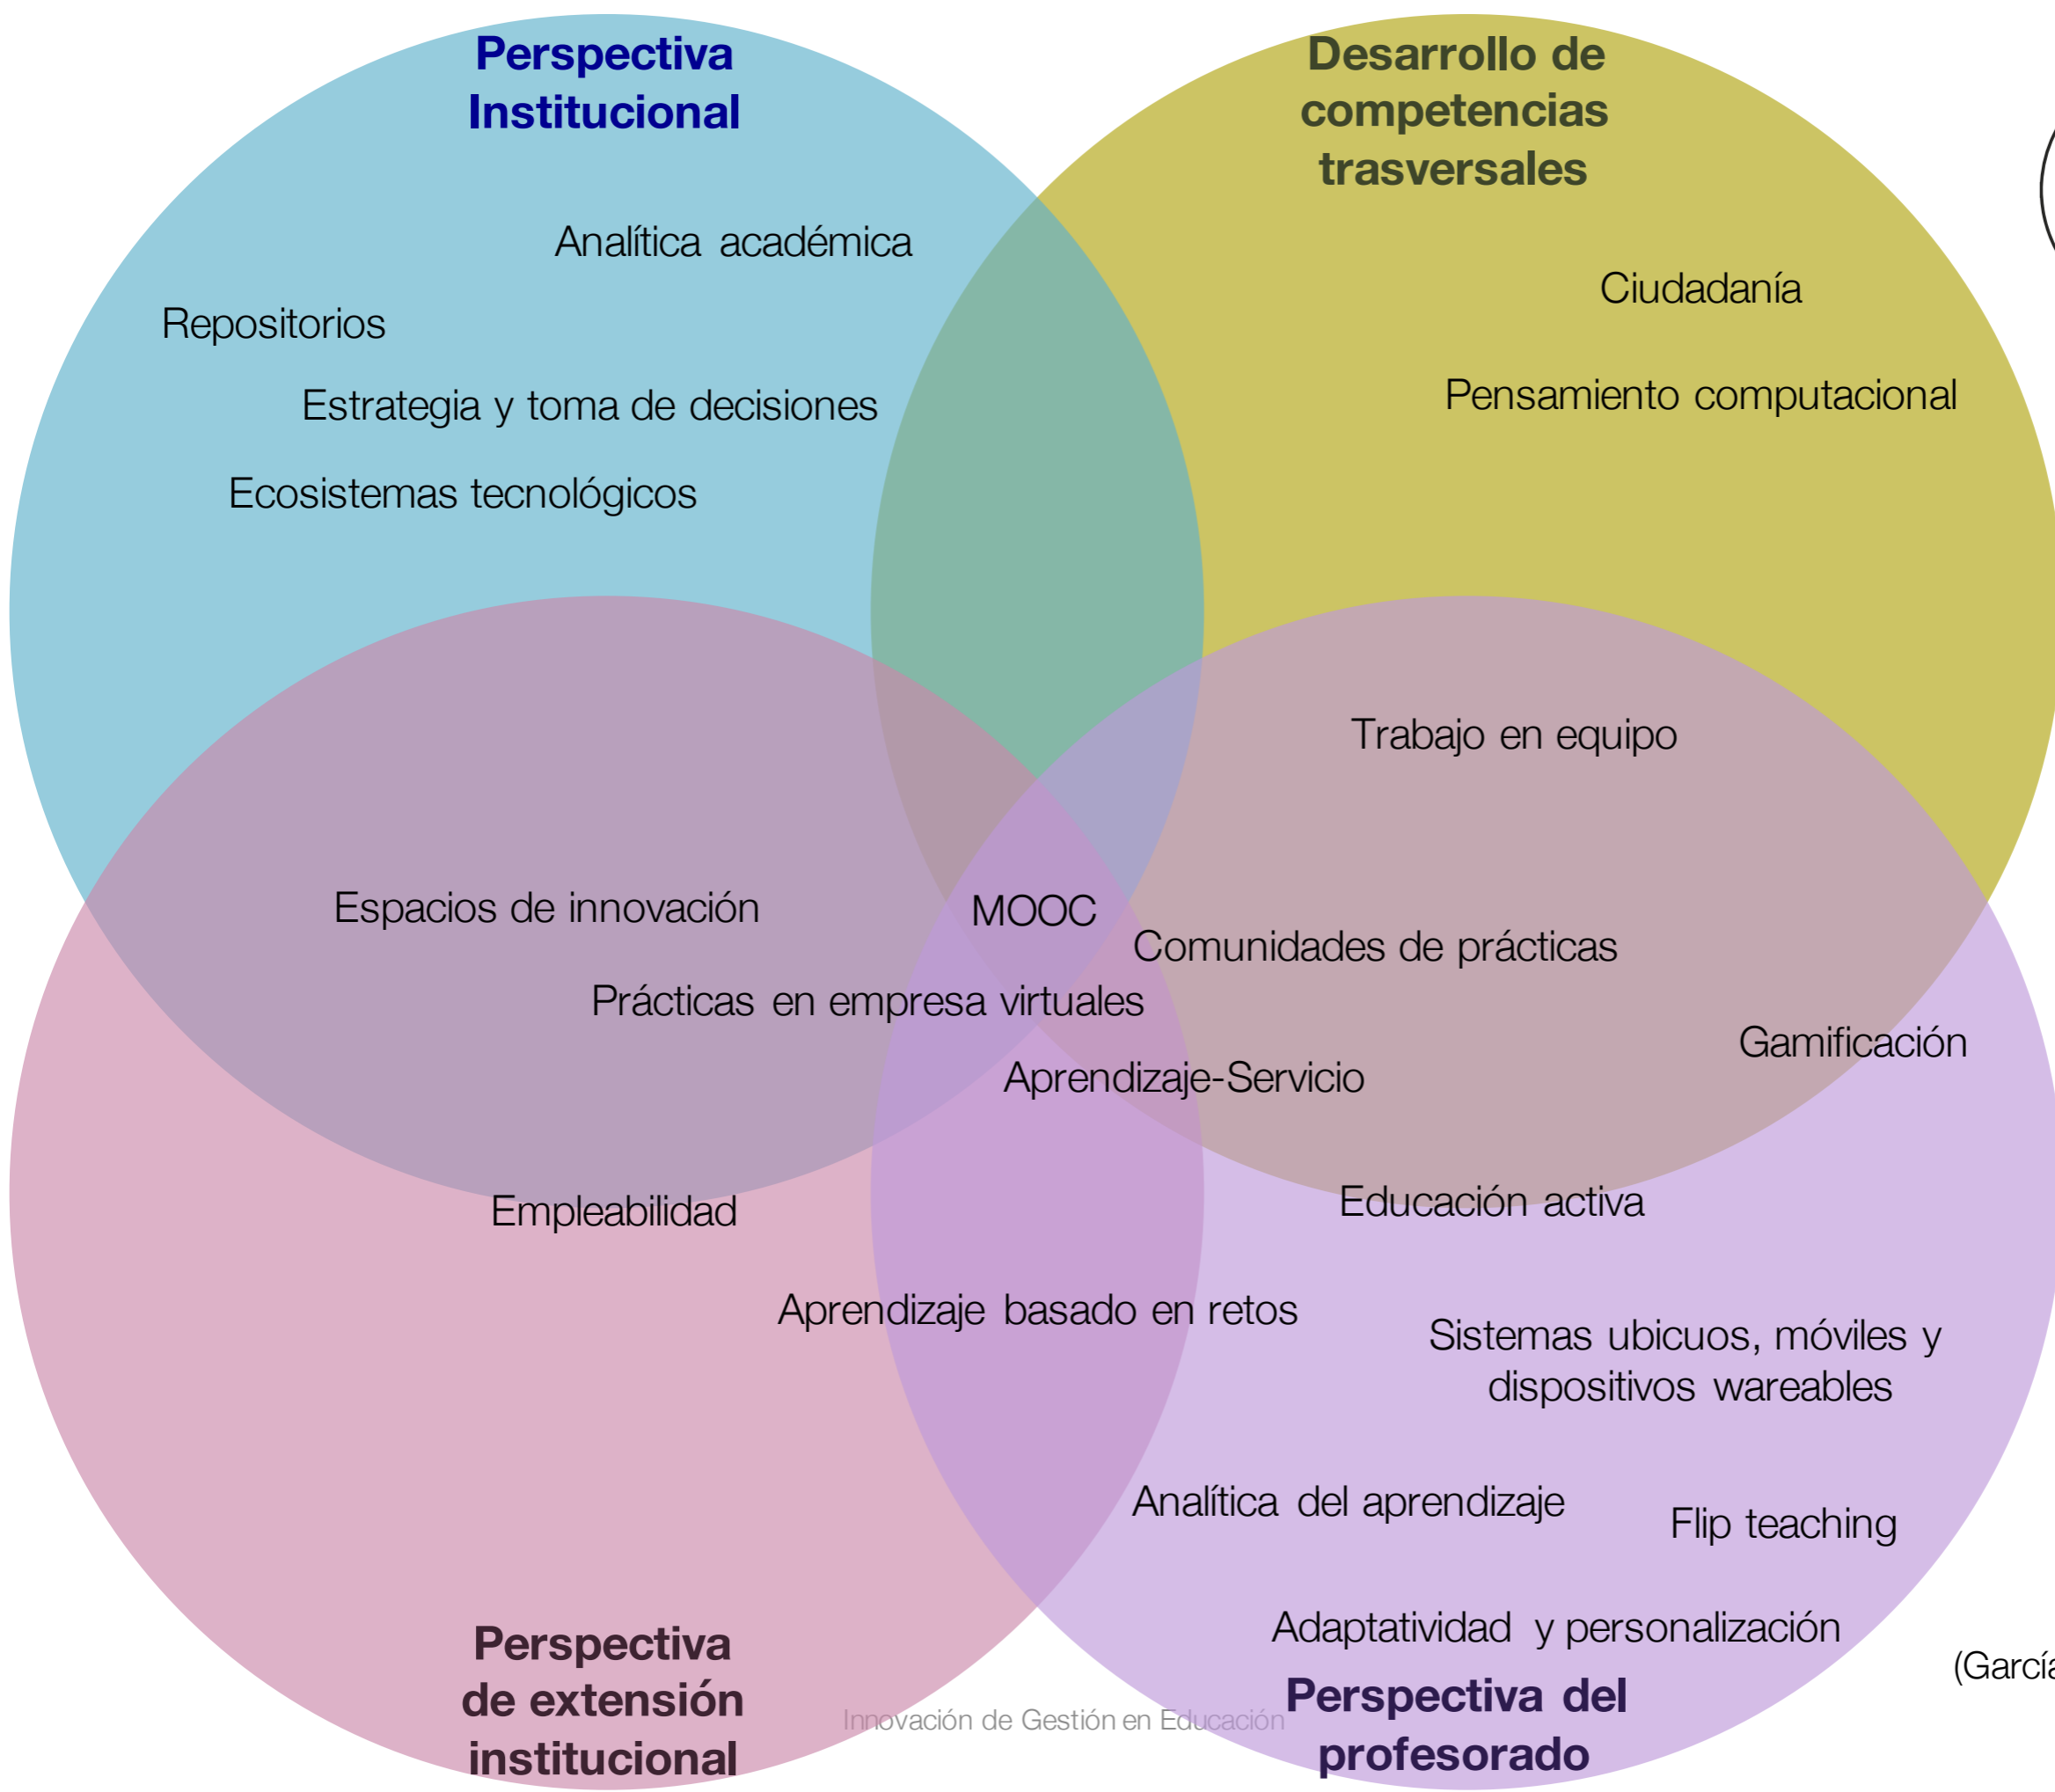 Perspectiva
Institucional
Desarrollo de
competencias
trasversales
Analítica académica
Ciudadanía
Repositorios
Pensamiento computacional
Estrategia y toma de decisiones
Ecosistemas tecnológicos
Trabajo en equipo
Espacios de innovación
MOOC
Comunidades de prácticas
Prácticas en empresa virtuales
Gamificación
Aprendizaje-Servicio
Empleabilidad
Educación activa
Aprendizaje basado en retos
Sistemas ubicuos, móviles y
dispositivos wareables
Analítica del aprendizaje
Flip teaching
Adaptatividad y personalización
Perspectiva
de extensión
institucional
Innovación de Gestión en Educación
Perspectiva del
profesorado
(García